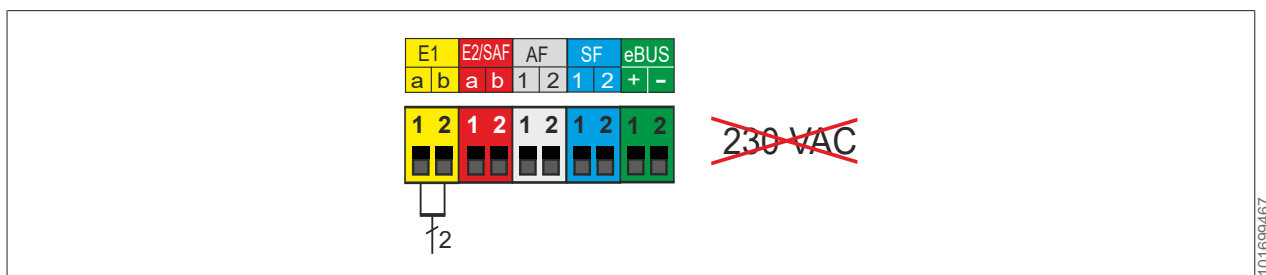 E1 E2/SAF AF SF eBUS
a b a b 1 2 1 2 + -
1 2 1 2 1 2 1 2 1 2
230 VAC
2
101699467